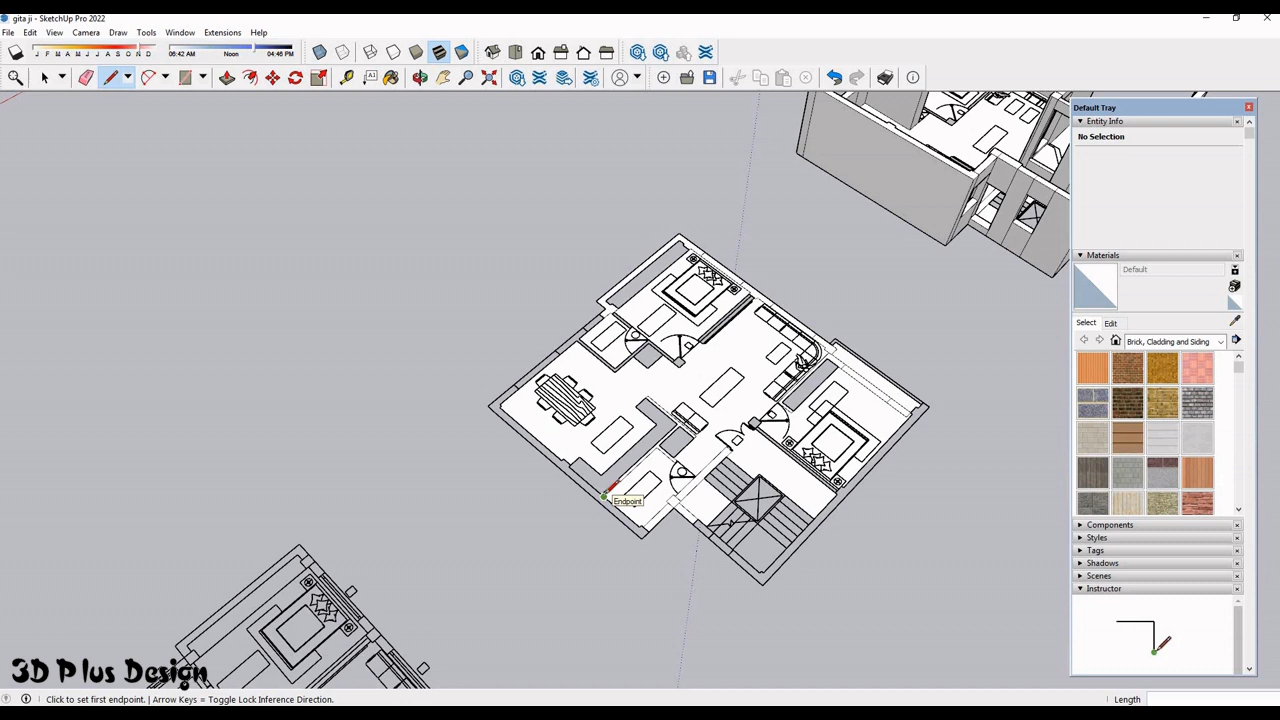 gita ji - SketchUp Pro 2022
File Edit View Camera Draw Tools Window Extensions Help
J F M A M J J A S O N D
06:42 AM Noon 04:46 PM
Default Tray
Entity Info
No Selection
Materials
Default
Select Edit
Brick, Cladding and Siding
Endpoint
Components
Styles
Tags
Shadows
Scenes
Instructor
3D Plus Design
Click to set first endpoint. | Arrow Keys = Toggle Lock Inference Direction.
Length